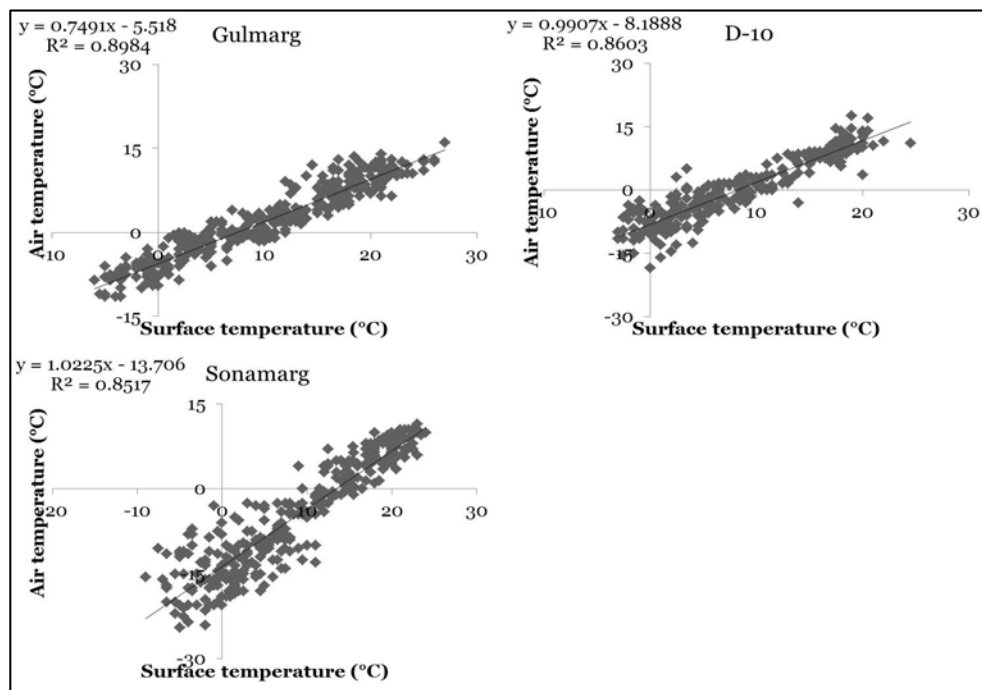 y = 0.7491x - 5.518
R² = 0.8984
Gulmarg
30
15
0
-15
-10
0
10
20
30
Air temperature (°C)
Surface temperature (°C)
y = 0.9907x - 8.1888
R² = 0.8603
D-10
30
15
0
-15
-30
10
0
10
20
30
Air temperature (°C)
Surface temperature (°C)
y = 1.0225x - 13.706
R² = 0.8517
Sonamarg
15
0
-15
-30
20
-10
0
10
20
30
Air temperature (°C)
Surface temperature (°C)